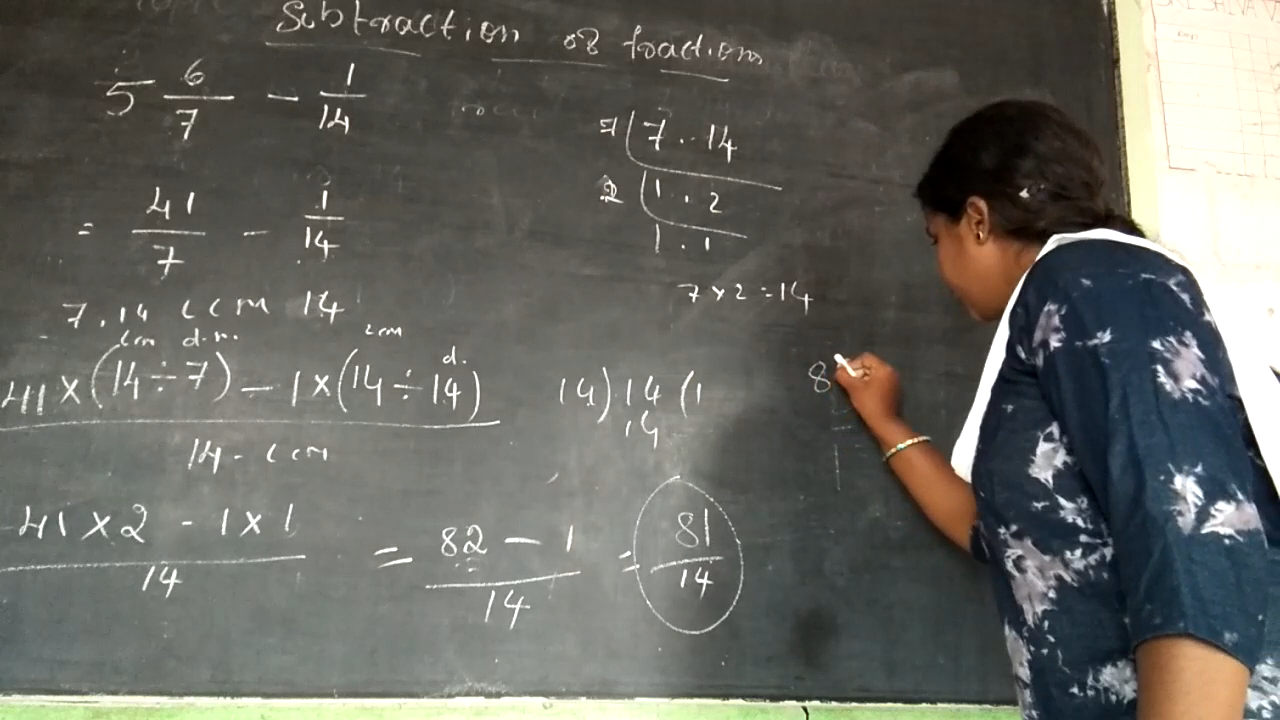 Subtraction of fractions
5 6/7 - 1/14
= 41/7 - 1/14
7.14 LCM 14
LCM d.r. LCM d.
41 × (14 ÷ 7) - 1 × (14 ÷ 14)
14 - LCM
41 × 2 - 1 × 1 / 14 = 82 - 1 / 14 = 81/14
7 | 7 . 14
2 | 1 . 2
1 . 1
7 × 2 = 14
14) 14 (1
14
8